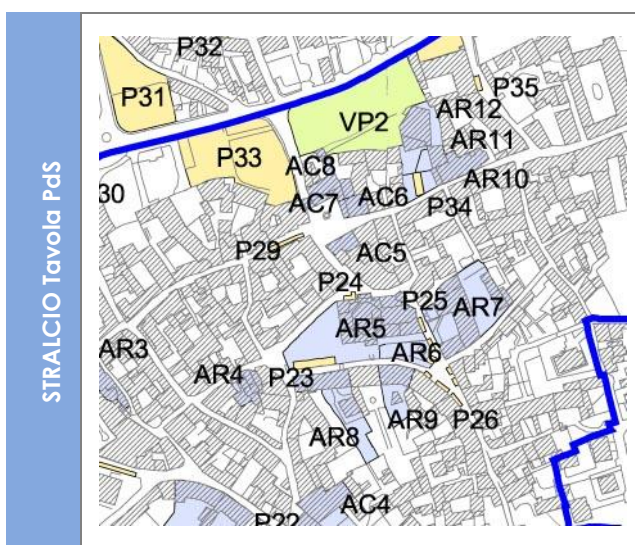 STRALCIO Tavola PdS
P32
P35
P31
AR12
VP2
AR11
P33
AC8
AR10
30
AC7
AC6
P34
P29
AC5
P24
P25
AR7
AR5
AR3
AR6
AR4
P23
AR9
P26
AR8
AC4
P22